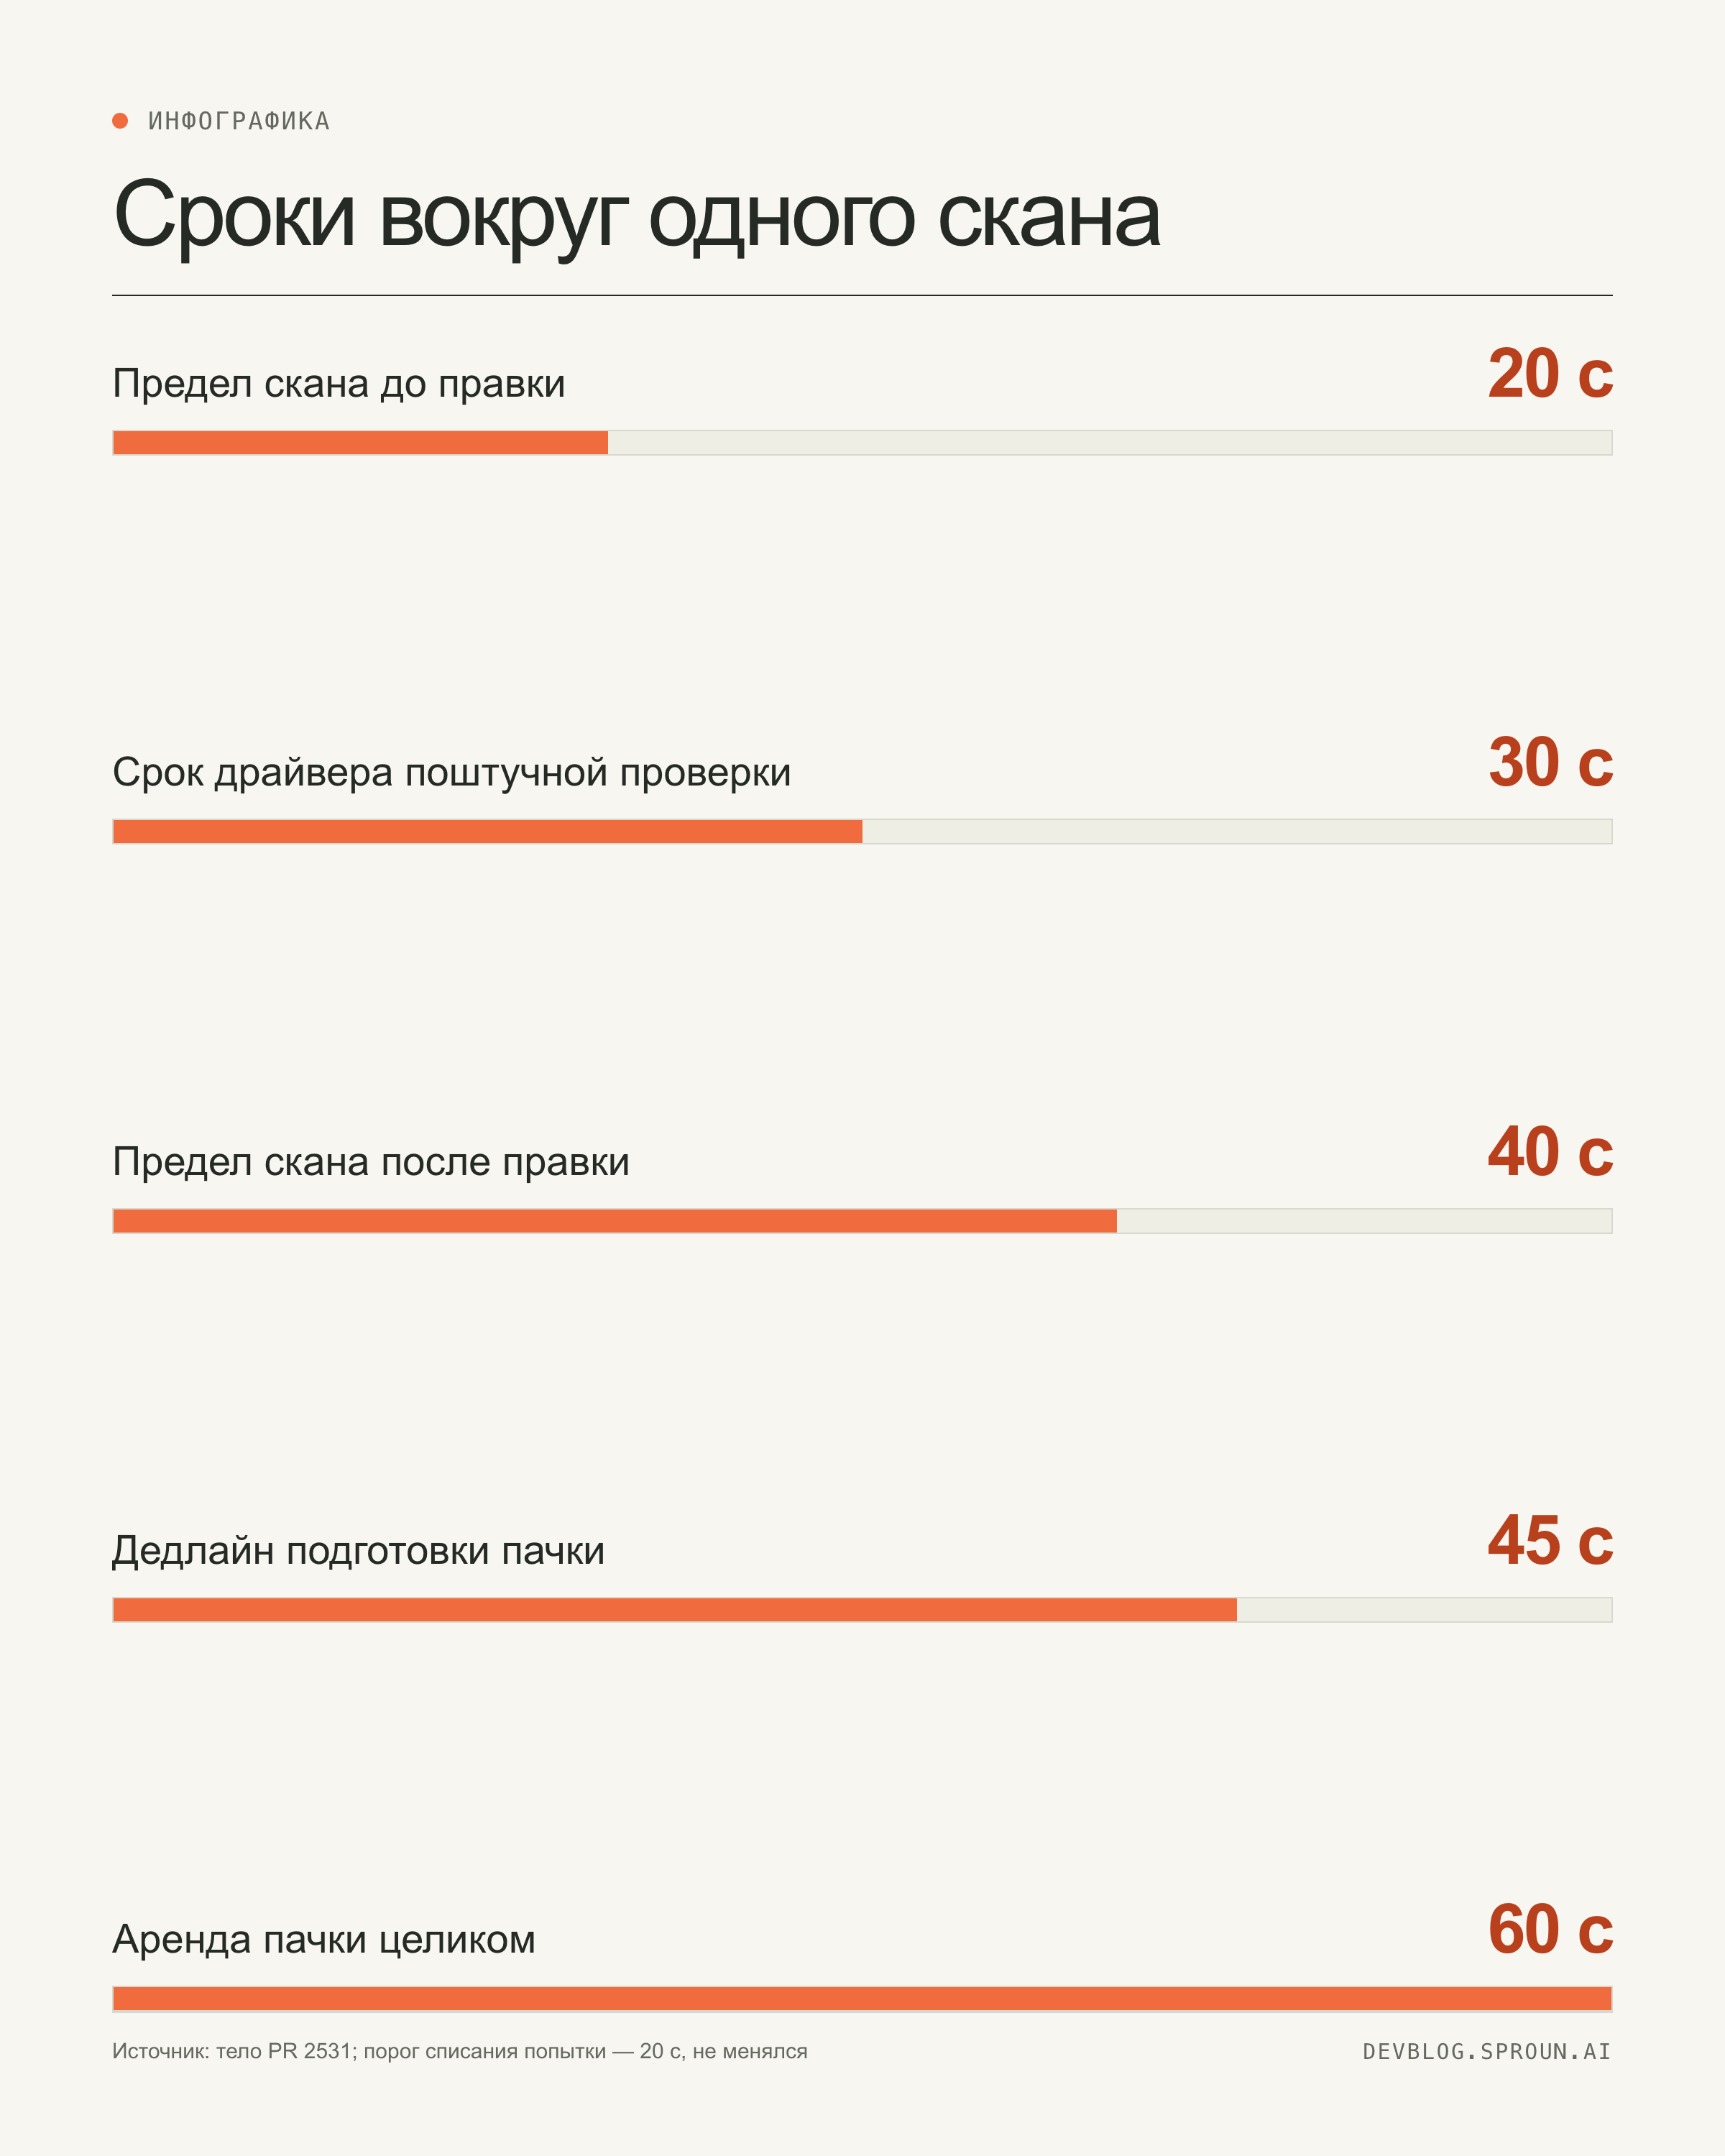 ИНФОГРАФИКА
Сроки вокруг одного скана
Предел скана до правки 20 с
Срок драйвера поштучной проверки 30 с
Предел скана после правки 40 с
Дедлайн подготовки пачки 45 с
Аренда пачки целиком 60 с
Источник: тело PR 2531; порог списания попытки — 20 с, не менялся DEVBLOG.SPROUN.AI